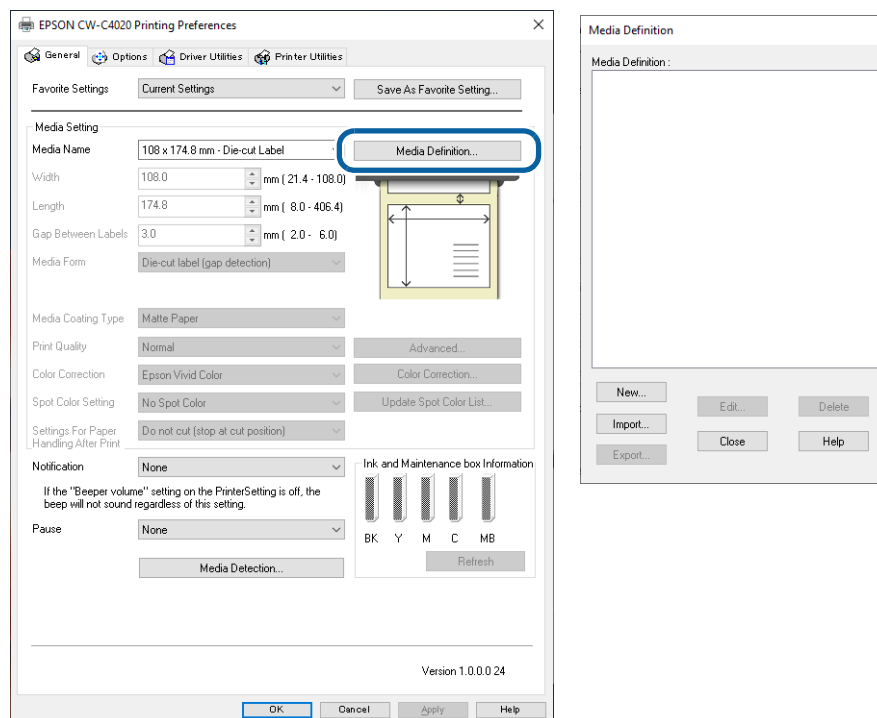 EPSON CW-C4020 Printing Preferences
General
Options
Driver Utilities
Printer Utilities
Favorite Settings
Current Settings
Save As Favorite Setting...
Media Setting
Media Name
108 x 174.8 mm - Die-cut Label
Media Definition...
Width
108.0
mm ( 21.4 - 108.0)
Length
174.8
mm ( 8.0 - 406.4)
Gap Between Labels
3.0
mm ( 2.0 - 6.0)
Media Form
Die-cut label (gap detection)
Media Coating Type
Matte Paper
Print Quality
Normal
Advanced...
Color Correction
Epson Vivid Color
Color Correction...
Spot Color Setting
No Spot Color
Update Spot Color List...
Settings For Paper
Handling After Print
Do not cut (stop at cut position)
Notification
None
Ink and Maintenance box Information
If the "Beeper volume" setting on the PrinterSetting is off, the
beep will not sound regardless of this setting.
Pause
None
BK Y M C MB
Refresh
Media Detection...
Version 1.0.0.0 24
OK
Cancel
Apply
Help
Media Definition
Media Definition :
New...
Edit...
Delete
Import...
Close
Help
Export...